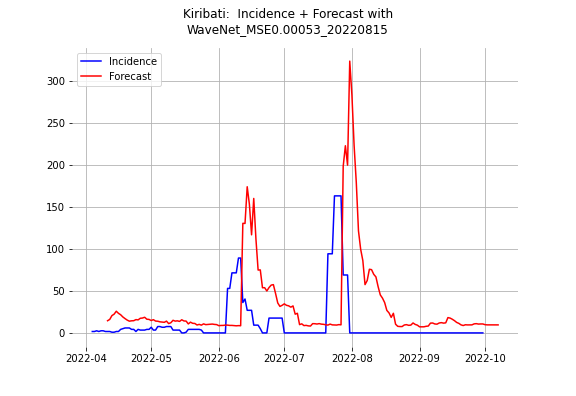 Kiribati:  Incidence + Forecast with
WaveNet_MSE0.00053_20220815
Incidence
Forecast
300
250
200
150
100
50
0
2022-04 2022-05 2022-06 2022-07 2022-08 2022-09 2022-10